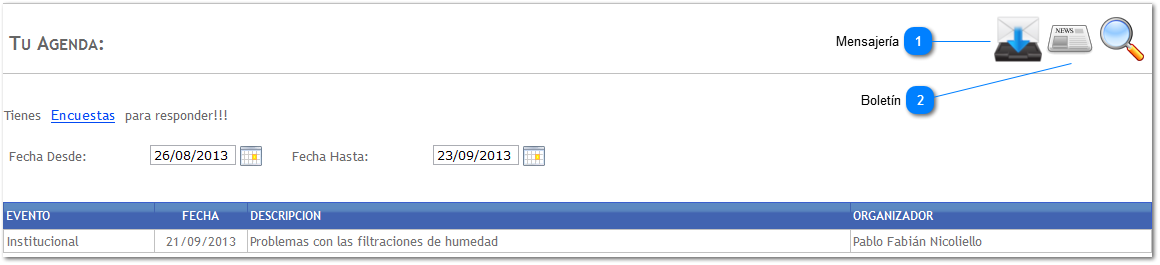 Mensajería 1
NEWS
TU AGENDA:
Boletín 2
Tienes Encuestas para responder!!!
Fecha Desde: 26/08/2013 Fecha Hasta: 23/09/2013
EVENTO FECHA DESCRIPCION ORGANIZADOR
Institucional 21/09/2013 Problemas con las filtraciones de humedad Pablo Fabián Nicoliello